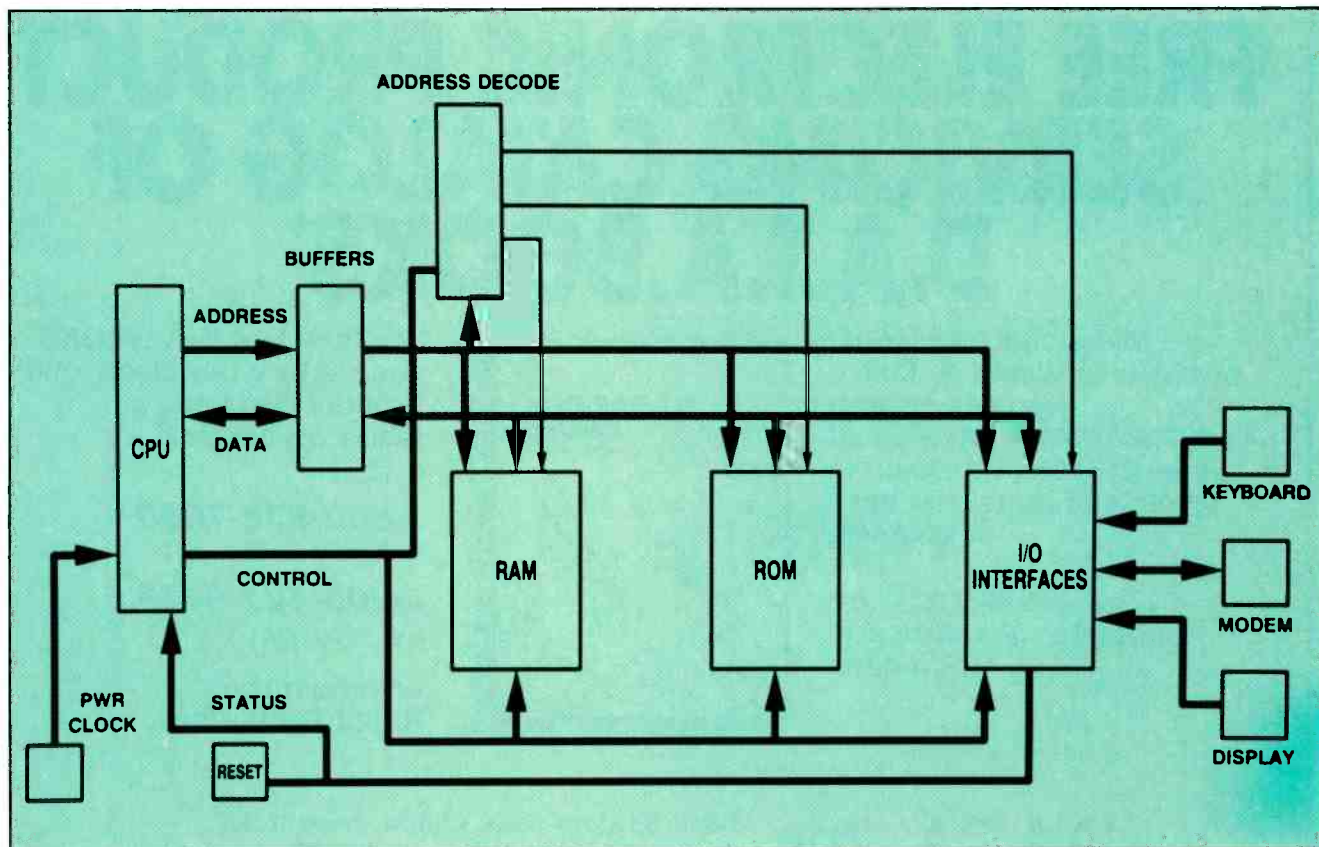 ADDRESS DECODE
BUFFERS
ADDRESS
DATA
CPU
CONTROL
RAM
ROM
I/O
INTERFACES
KEYBOARD
MODEM
DISPLAY
PWR
CLOCK
STATUS
RESET